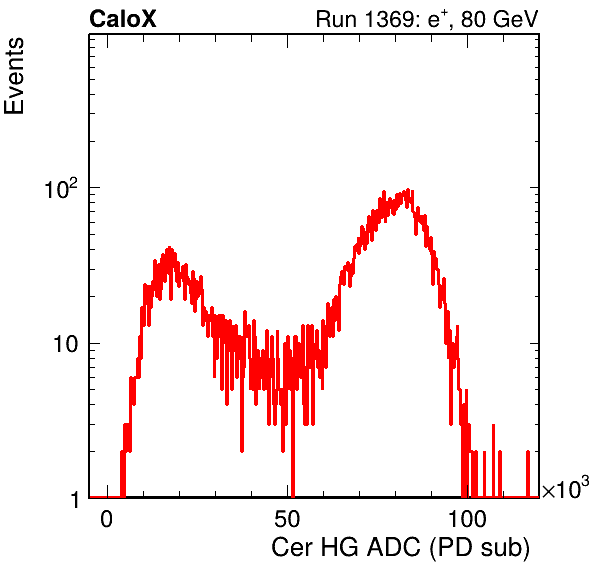 CaloX Run 1369: e⁺, 80 GeV
Events
10²
10
1
0 50 100 ×10³
Cer HG ADC (PD sub)